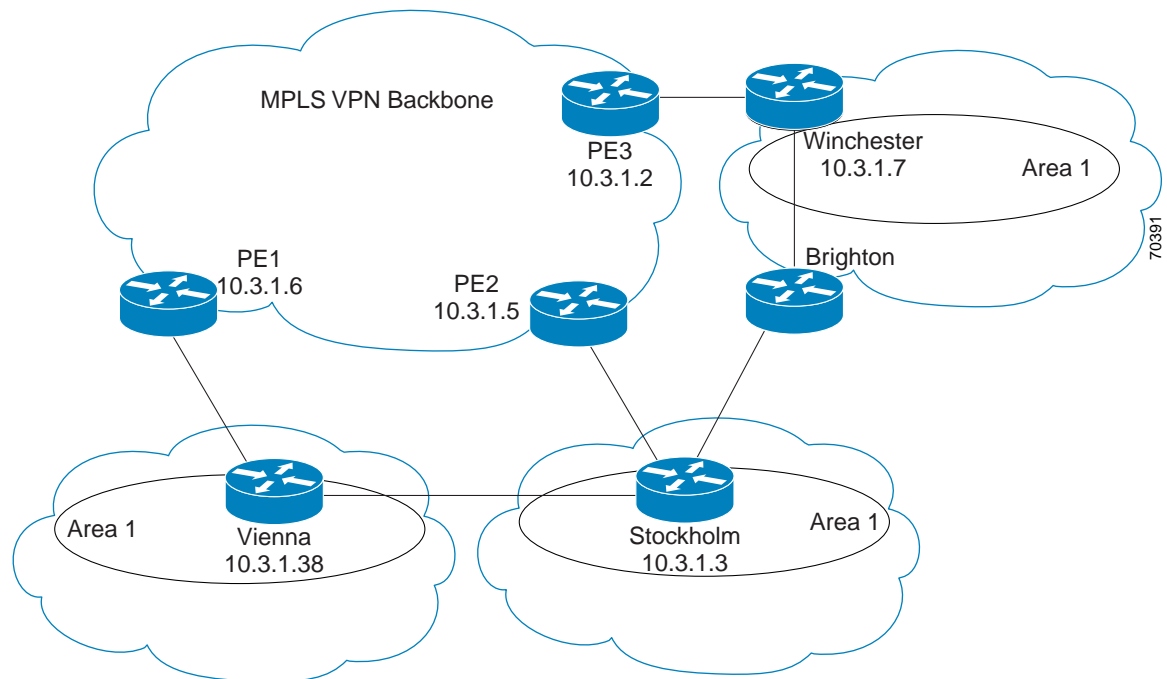 MPLS VPN Backbone
PE3
10.3.1.2
Winchester
10.3.1.7
Area 1
70391
PE1
10.3.1.6
PE2
10.3.1.5
Brighton
Area 1
Vienna
10.3.1.38
Stockholm
10.3.1.3
Area 1